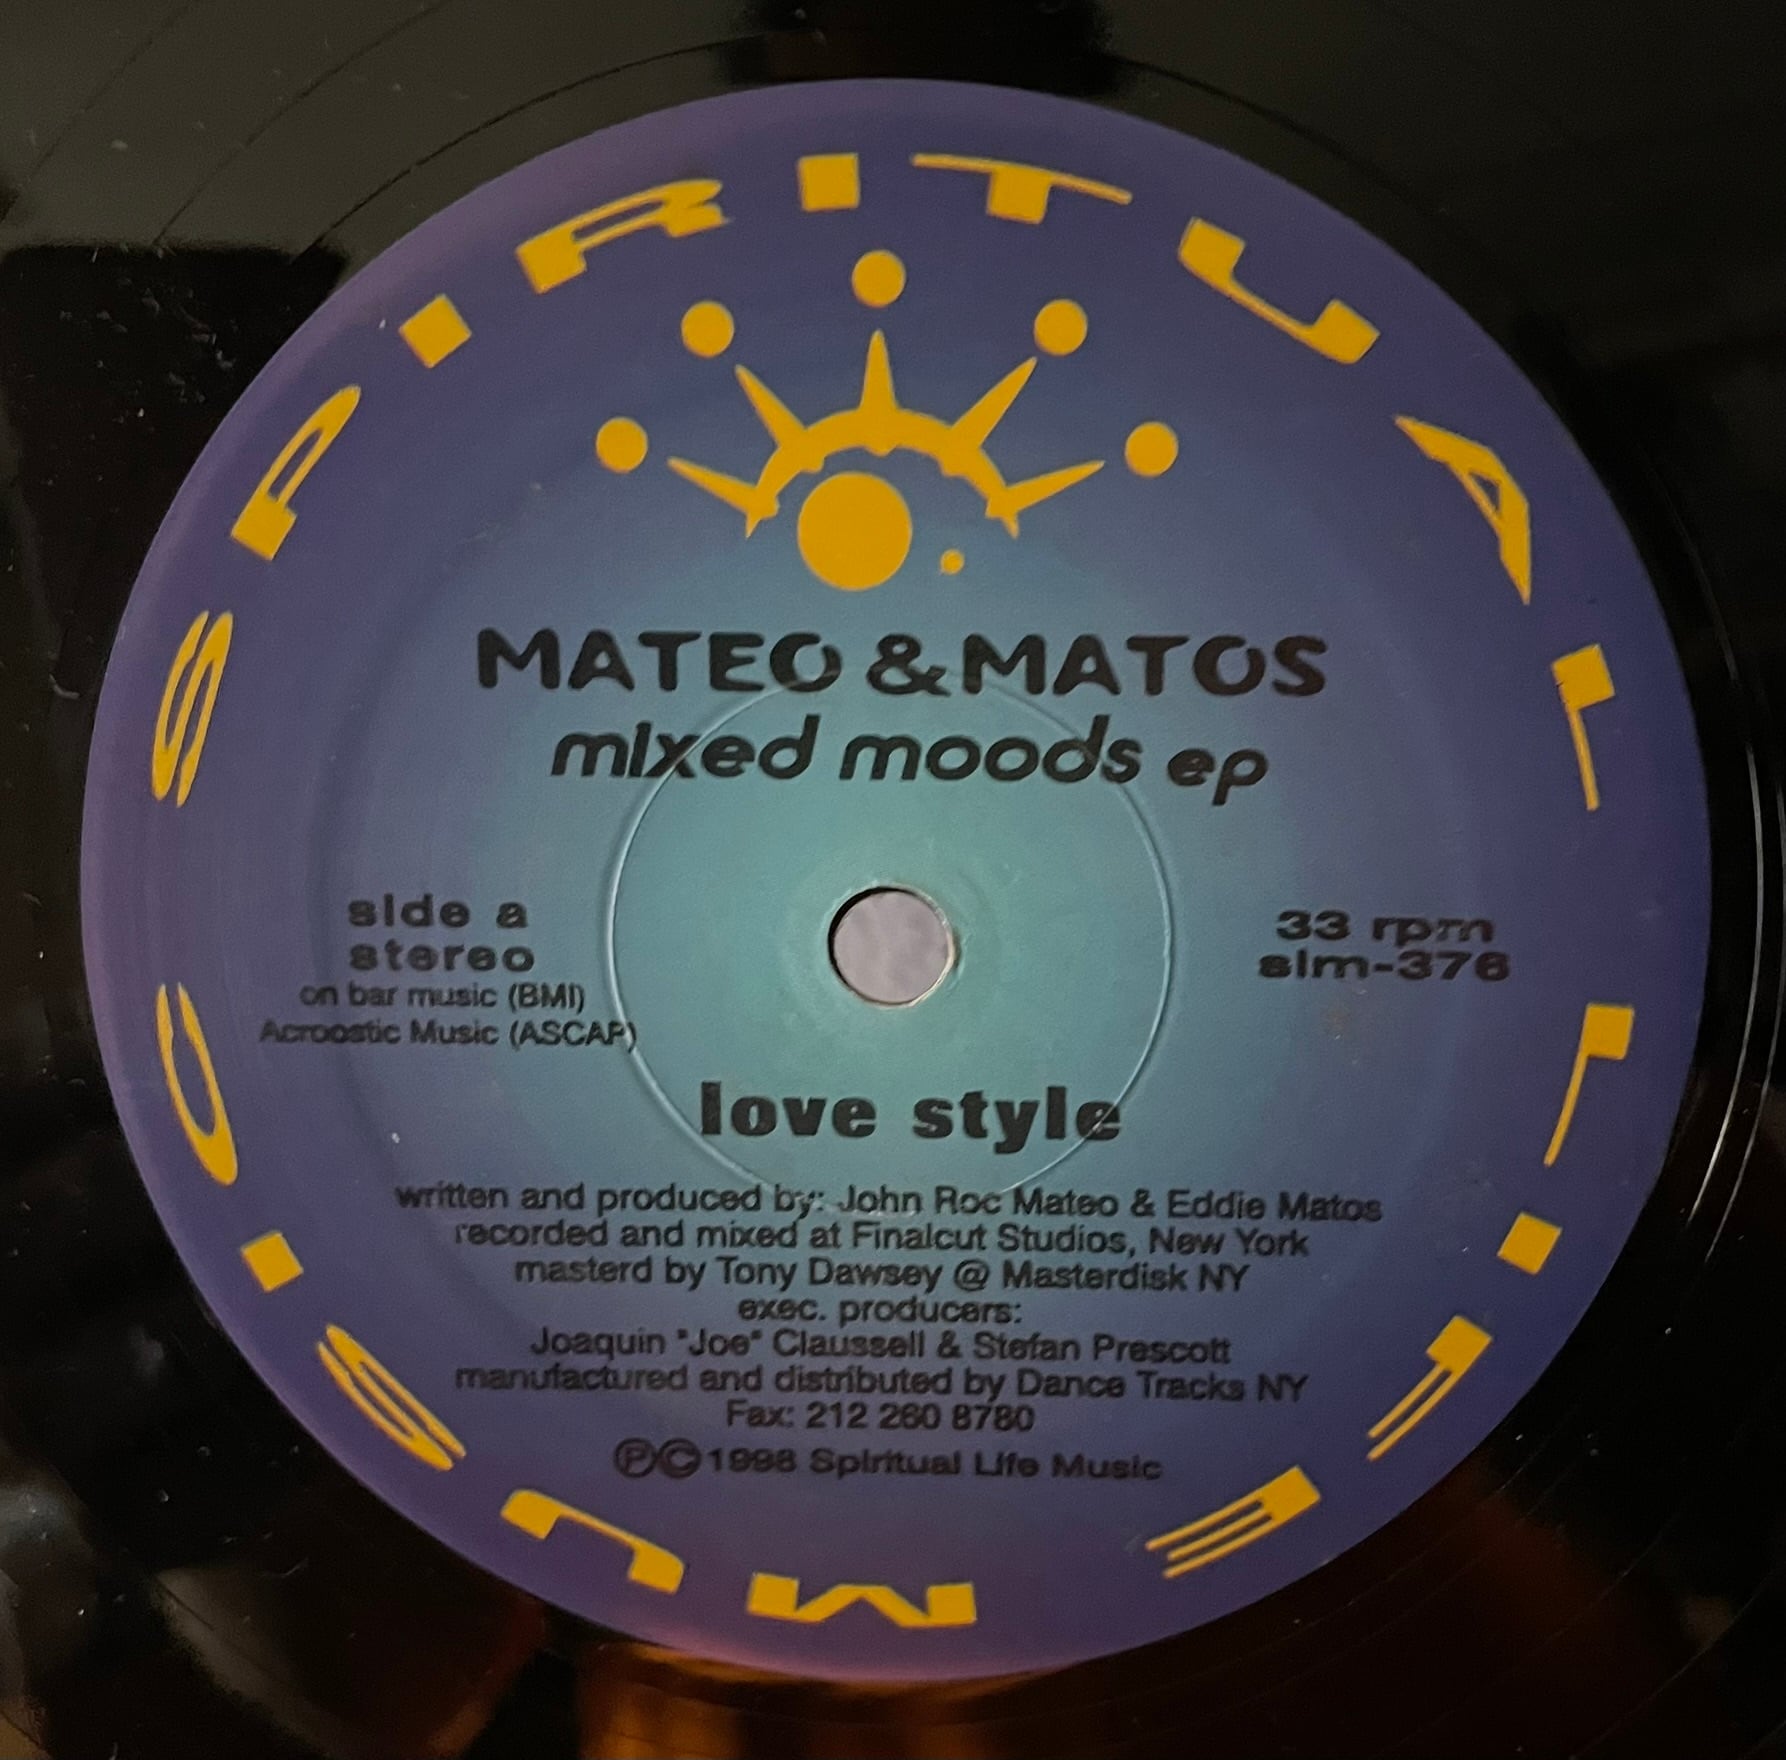 SPIRITUAL LIFE MUSIC
MATEO & MATOS
mixed moods ep
side a
stereo
on bar music (BMI)
Acroostic Music (ASCAP)
33 rpm
slm-376
love style
written and produced by: John Roc Mateo & Eddie Matos
recorded and mixed at Finalcut Studios, New York
masterd by Tony Dawsey @ Masterdisk NY
exec. producers:
Joaquin "Joe" Claussell & Stefan Prescott
manufactured and distributed by Dance Tracks NY
Fax: 212 260 8780
ⓅⒸ1998 Spiritual Life Music